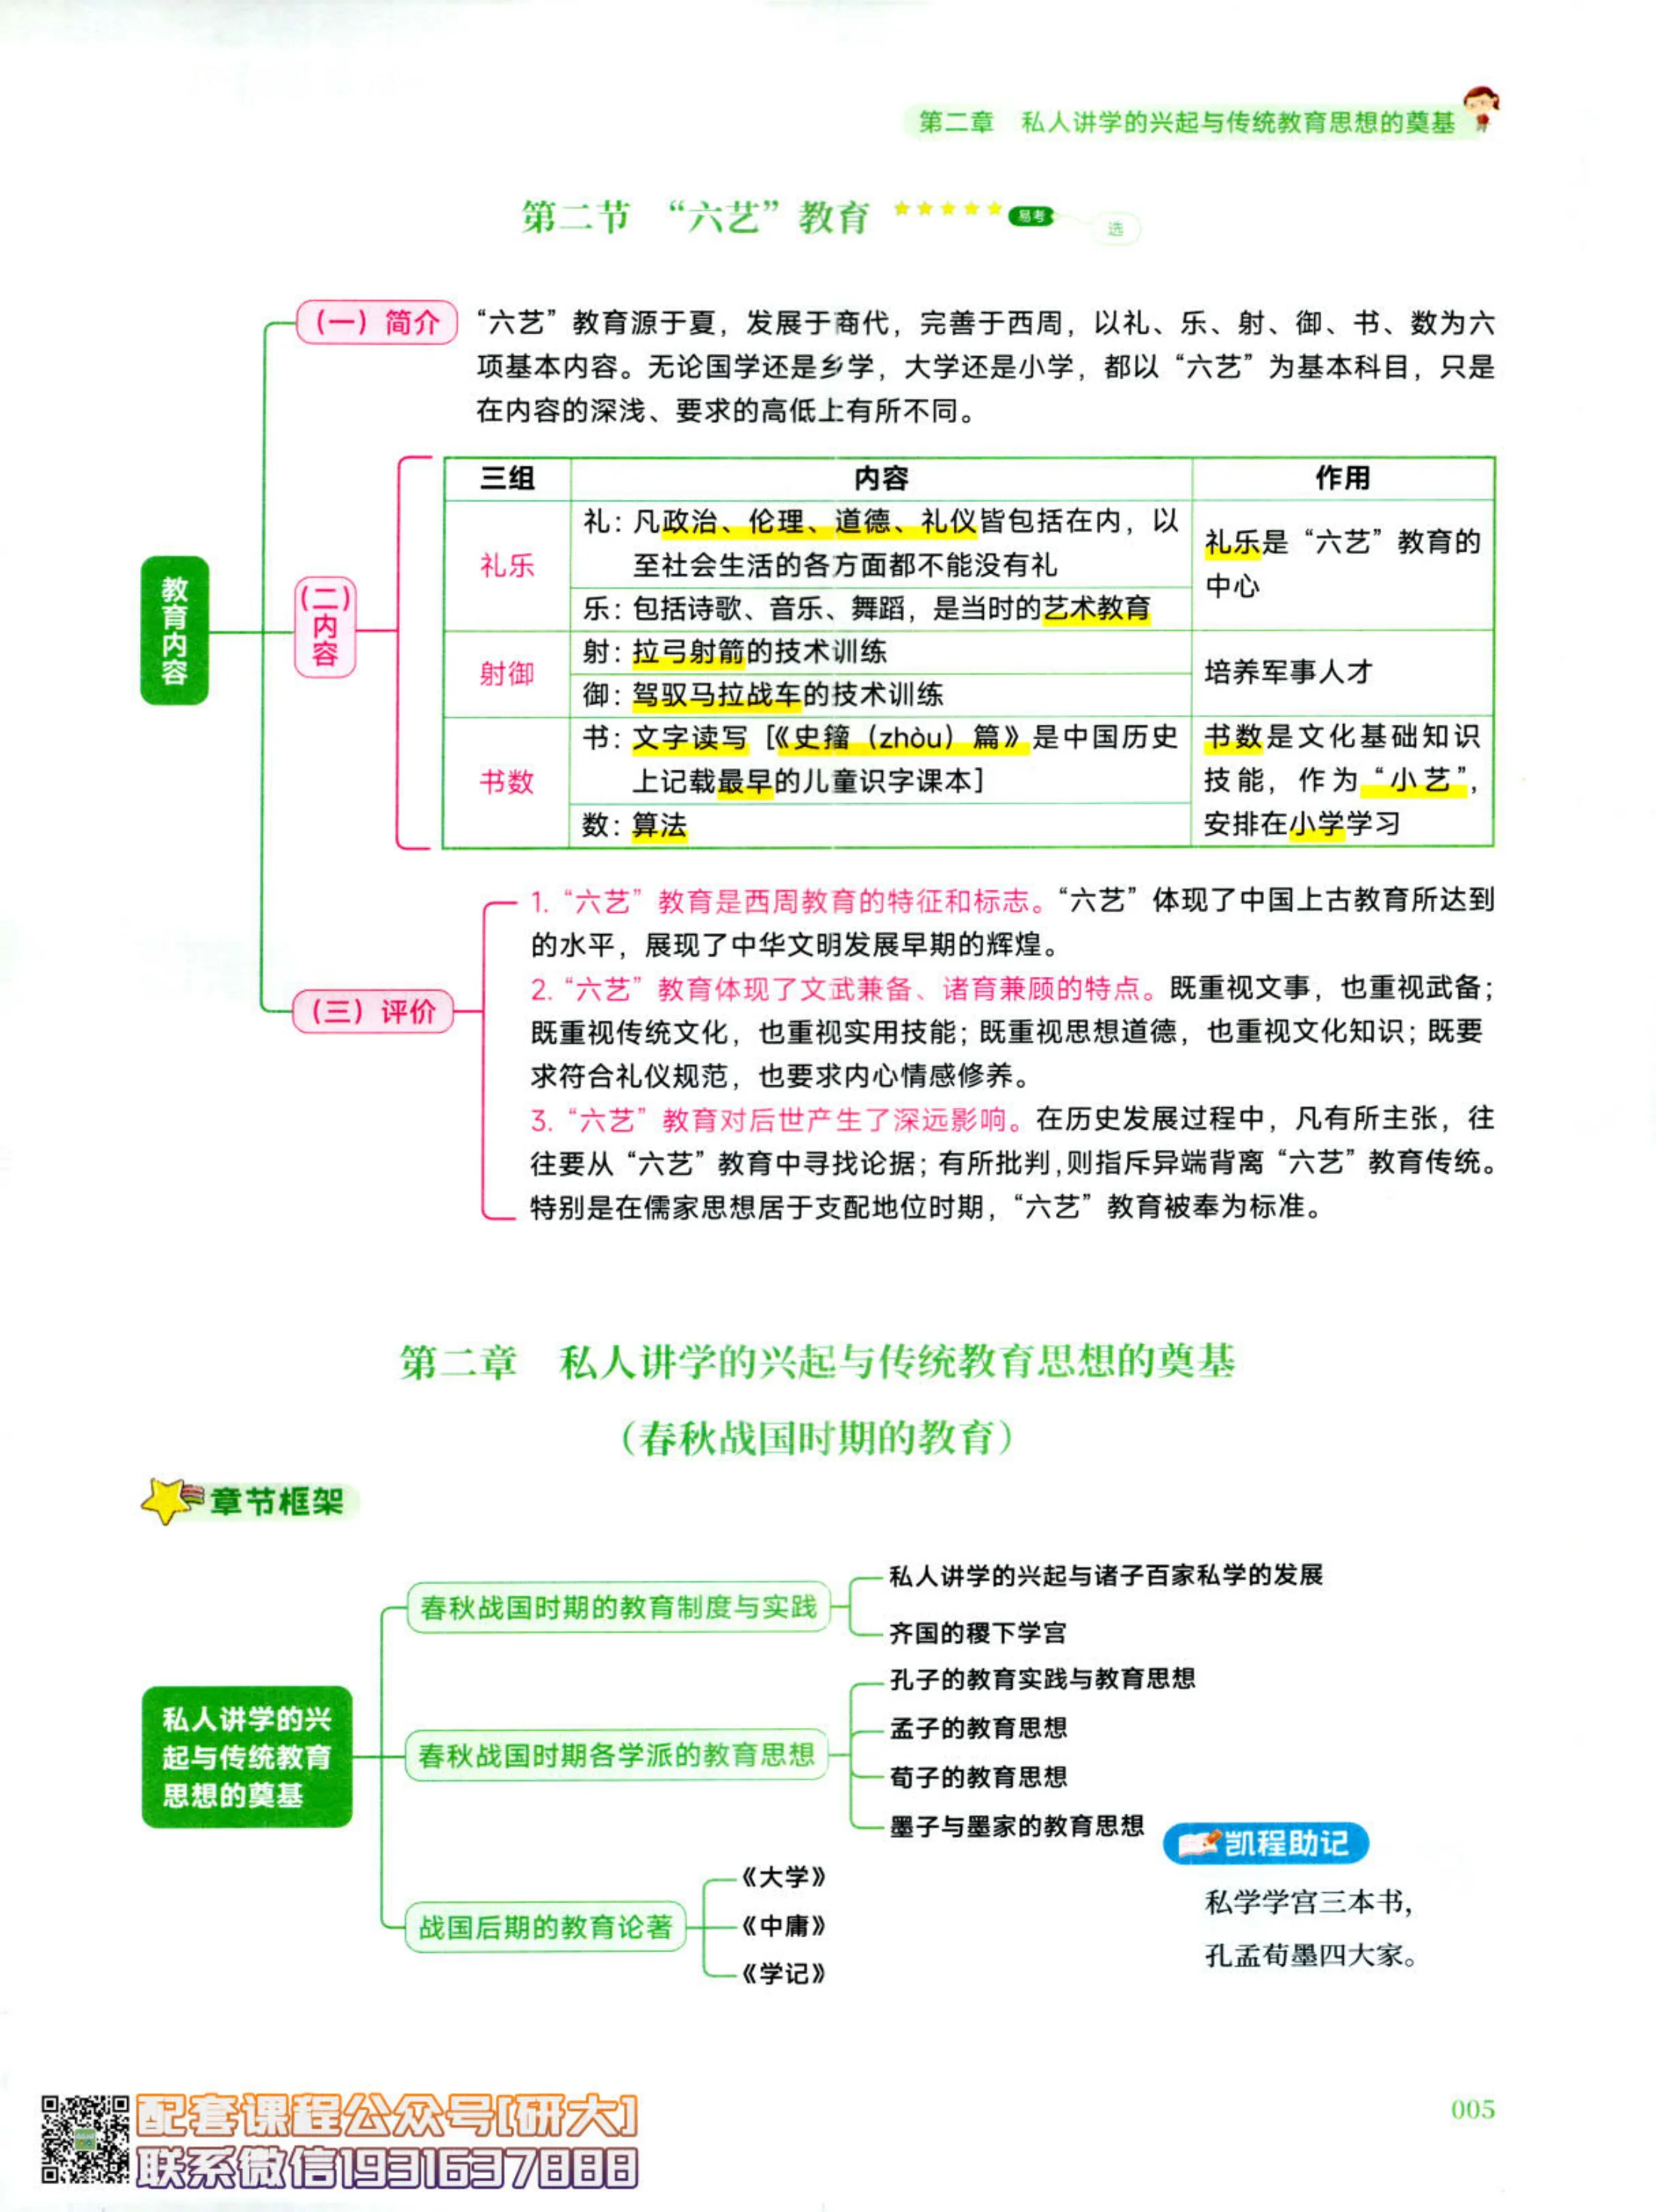 第二章　私人讲学的兴起与传统教育思想的奠基
第二节　“六艺”教育　易考　选
教育内容
（一）简介
“六艺”教育源于夏，发展于商代，完善于西周，以礼、乐、射、御、书、数为六
项基本内容。无论国学还是乡学，大学还是小学，都以“六艺”为基本科目，只是
在内容的深浅、要求的高低上有所不同。
（二）内容
三组　内容　作用
礼乐
礼：凡政治、伦理、道德、礼仪皆包括在内，以
至社会生活的各方面都不能没有礼
乐：包括诗歌、音乐、舞蹈，是当时的艺术教育
礼乐是“六艺”教育的
中心
射御
射：拉弓射箭的技术训练
御：驾驭马拉战车的技术训练
培养军事人才
书数
书：文字读写［《史籀（zhòu）篇》是中国历史
上记载最早的儿童识字课本］
数：算法
书数是文化基础知识
技能，作为“小艺”，
安排在小学学习
（三）评价
1.“六艺”教育是西周教育的特征和标志。“六艺”体现了中国上古教育所达到
的水平，展现了中华文明发展早期的辉煌。
2.“六艺”教育体现了文武兼备、诸育兼顾的特点。既重视文事，也重视武备；
既重视传统文化，也重视实用技能；既重视思想道德，也重视文化知识；既要
求符合礼仪规范，也要求内心情感修养。
3.“六艺”教育对后世产生了深远影响。在历史发展过程中，凡有所主张，往
往要从“六艺”教育中寻找论据；有所批判,则指斥异端背离“六艺”教育传统。
特别是在儒家思想居于支配地位时期，“六艺”教育被奉为标准。
第二章　私人讲学的兴起与传统教育思想的奠基
（春秋战国时期的教育）
章节框架
私人讲学的兴
起与传统教育
思想的奠基
春秋战国时期的教育制度与实践
私人讲学的兴起与诸子百家私学的发展
齐国的稷下学宫
春秋战国时期各学派的教育思想
孔子的教育实践与教育思想
孟子的教育思想
荀子的教育思想
墨子与墨家的教育思想
战国后期的教育论著
《大学》
《中庸》
《学记》
凯程助记
私学学宫三本书，
孔孟荀墨四大家。
005
配套课程公众号[研大]
联系微信1931637888